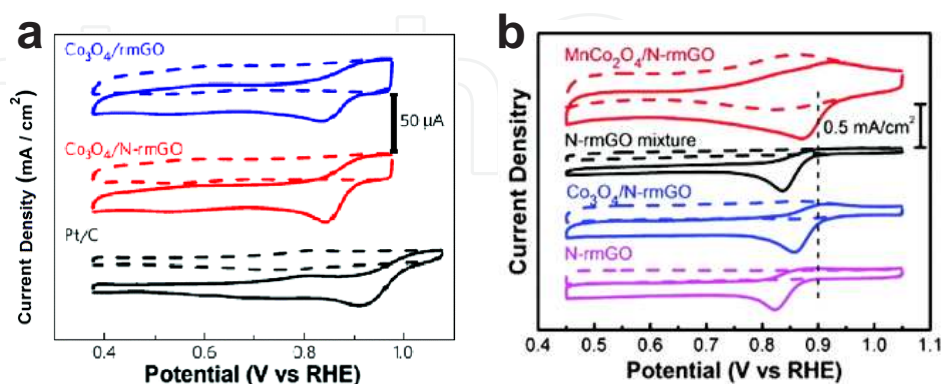 a
Co₃O₄/rmGO
50 μA
Co₃O₄/N-rmGO
Pt/C
Current Density (mA / cm²)
0.4 0.6 0.8 1.0
Potential (V vs RHE)
b
MnCo₂O₄/N-rmGO
0.5 mA/cm²
N-rmGO mixture
Co₃O₄/N-rmGO
N-rmGO
Current Density
0.4 0.5 0.6 0.7 0.8 0.9 1.0 1.1
Potential (V vs RHE)